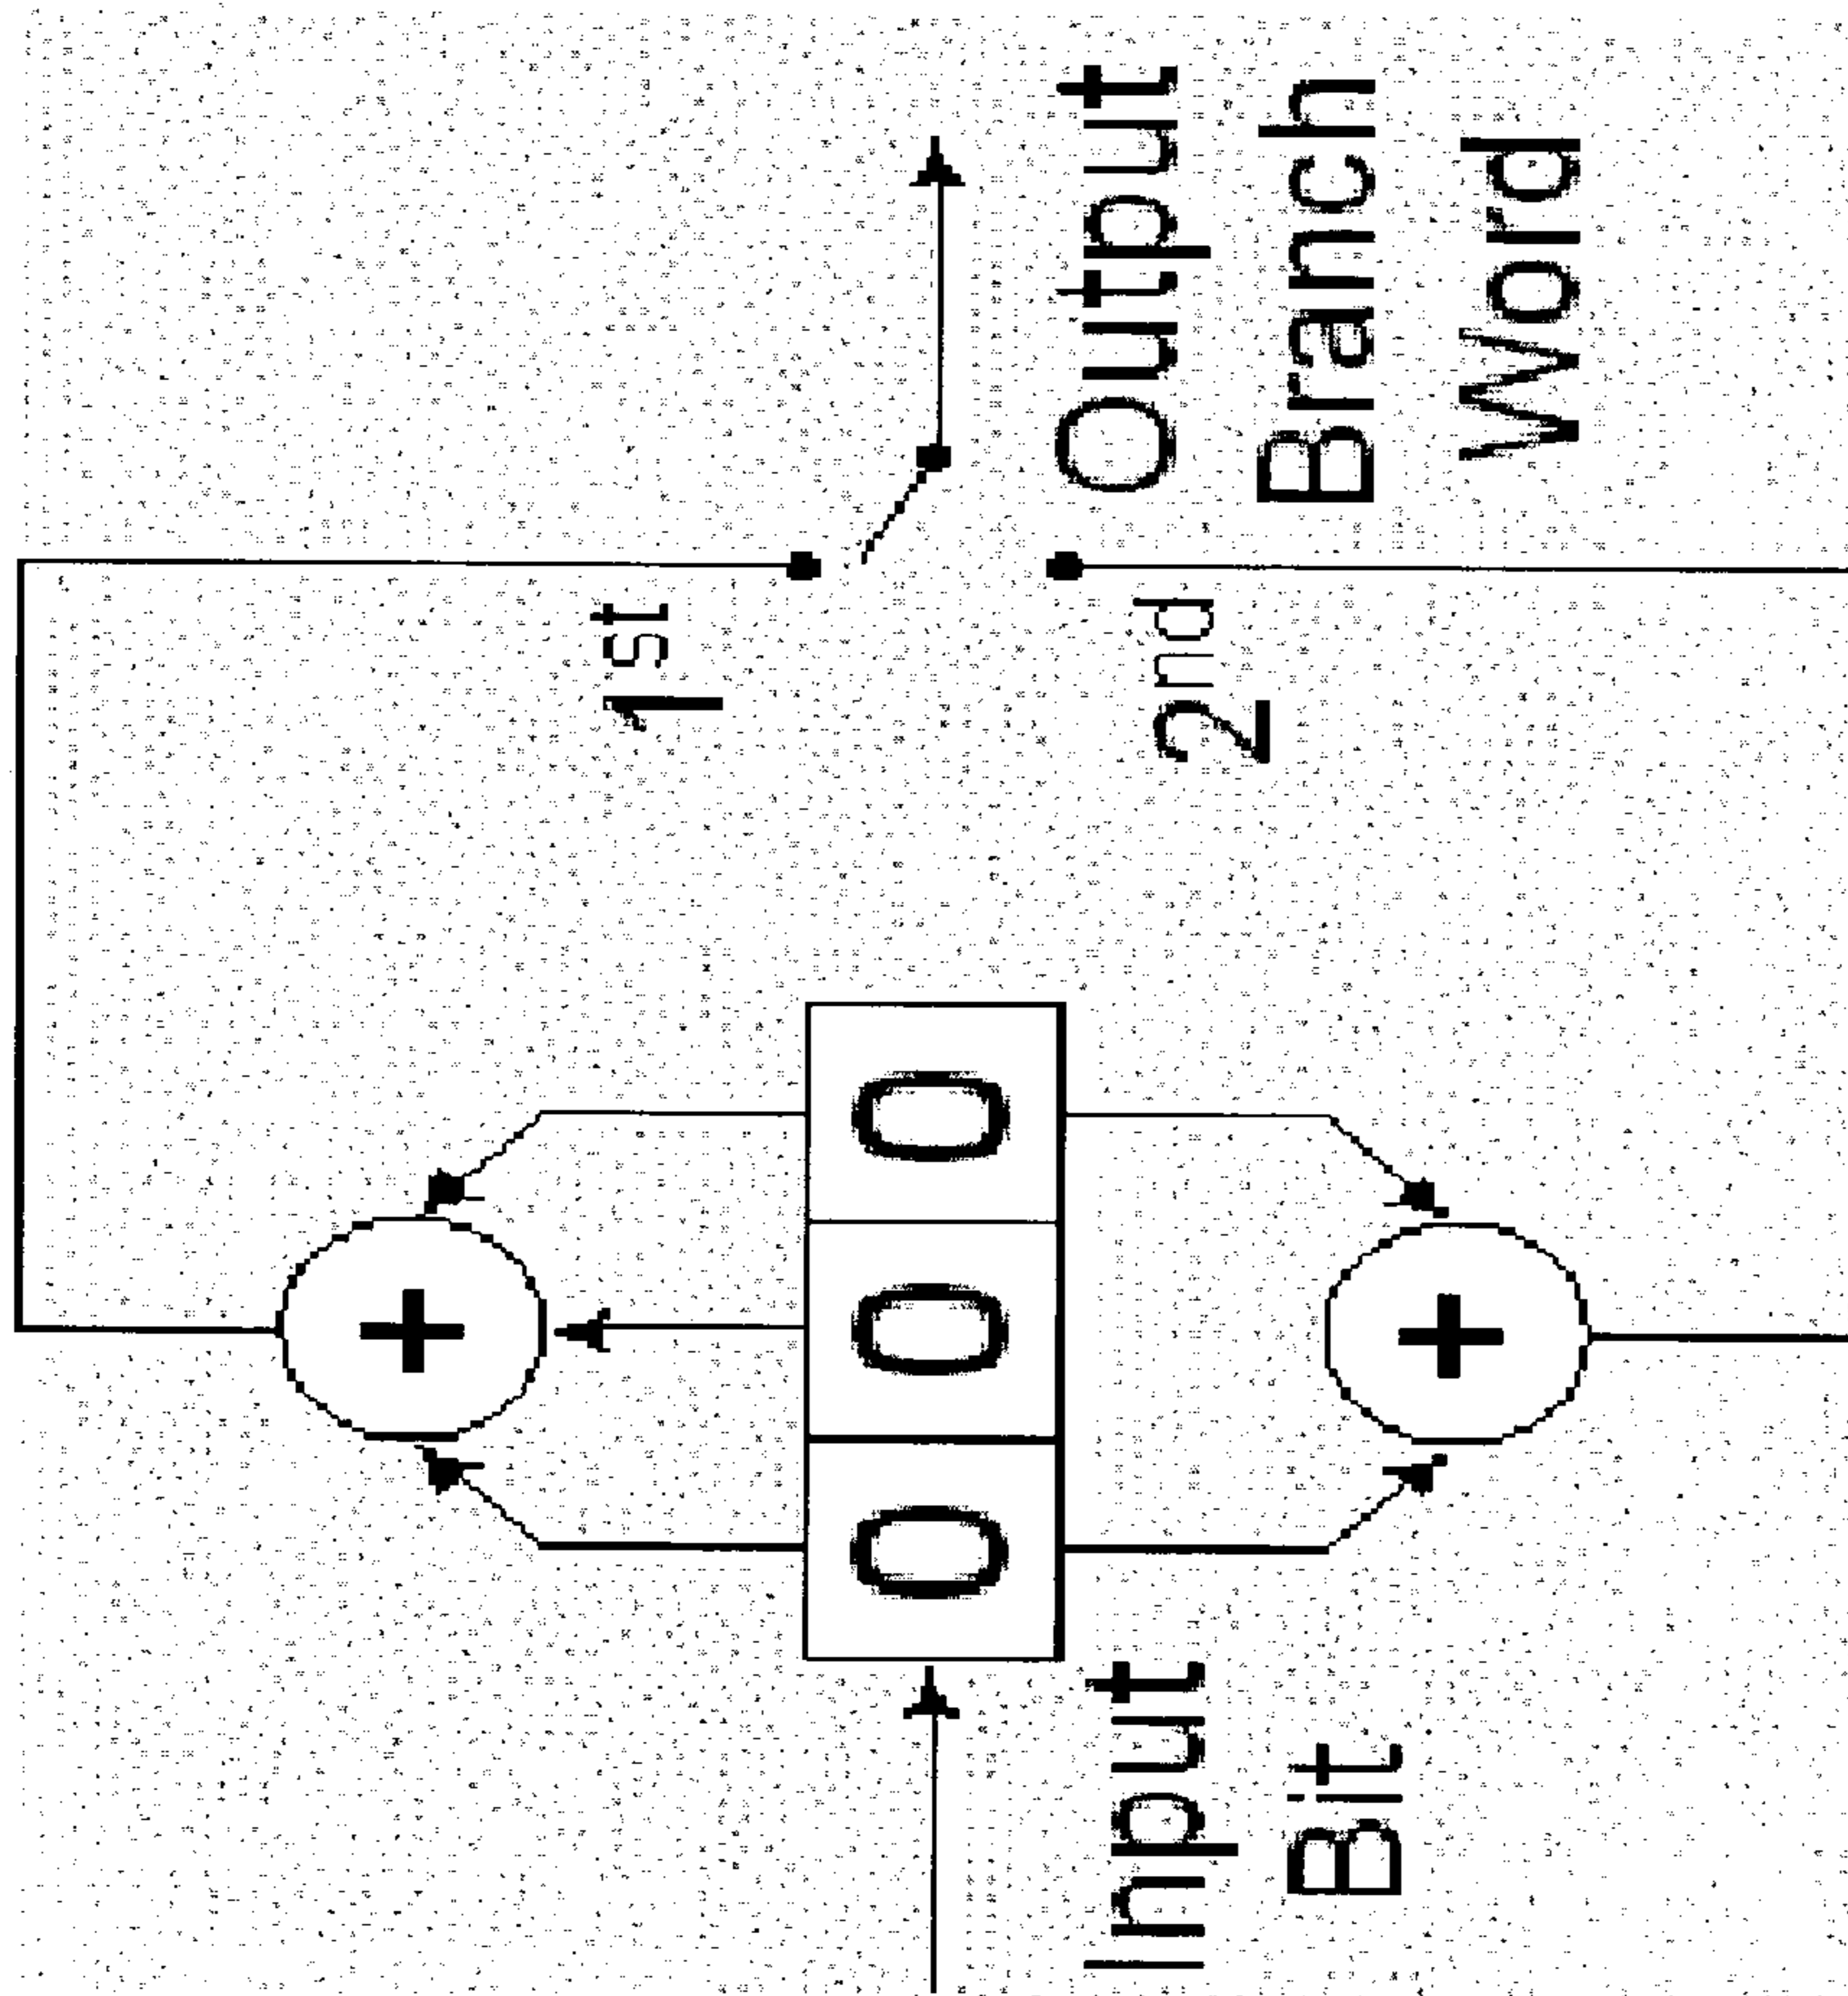 1st
+
0 0 0
+
2nd
Input
Bit
Output
Branch
Word